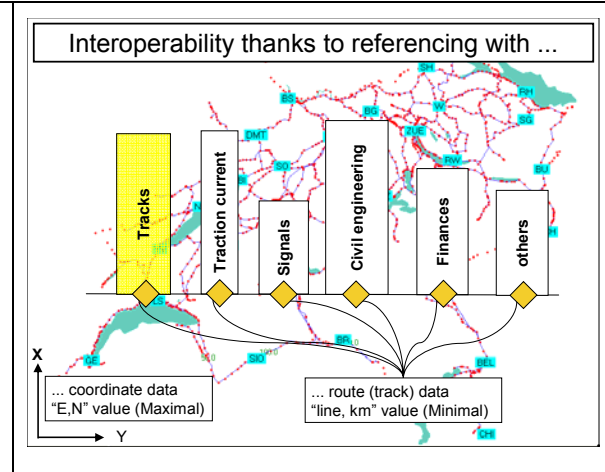 Interoperability thanks to referencing with ...
SH
BS
RH
BG
W
SG
DMT
ZUE
SO
RW
BU
Tracks
Traction current
Signals
Civil engineering
Finances
others
LS
BR
GE
SIO
BEL
X
... coordinate data
"E,N" value (Maximal)
... route (track) data
"line, km" value (Minimal)
Y
CHI